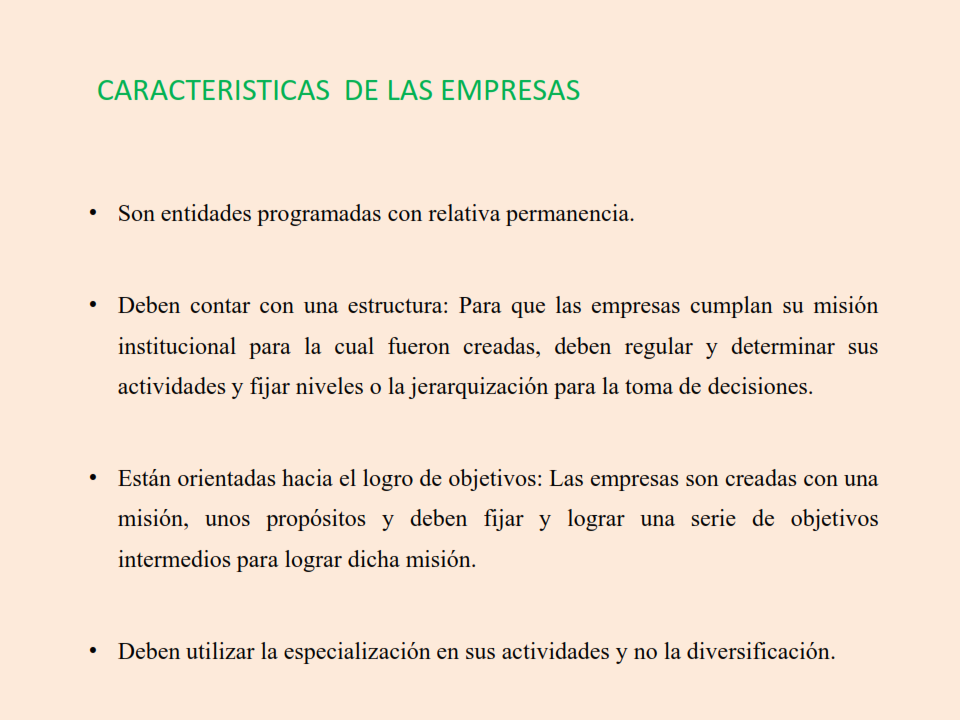 CARACTERISTICAS  DE LAS EMPRESAS
• Son entidades programadas con relativa permanencia.
• Deben contar con una estructura: Para que las empresas cumplan su misión
institucional para la cual fueron creadas, deben regular y determinar sus
actividades y fijar niveles o la jerarquización para la toma de decisiones.
• Están orientadas hacia el logro de objetivos: Las empresas son creadas con una
misión, unos propósitos y deben fijar y lograr una serie de objetivos
intermedios para lograr dicha misión.
• Deben utilizar la especialización en sus actividades y no la diversificación.